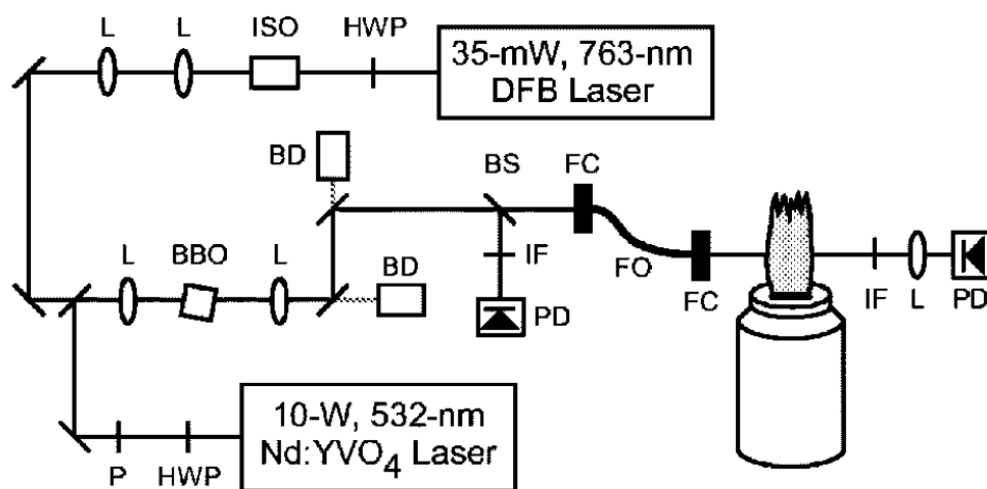 L L ISO HWP
35-mW, 763-nm
DFB Laser
BD BS FC
L BBO L BD IF FO
PD FC IF L PD
10-W, 532-nm
Nd:YVO4 Laser
P HWP